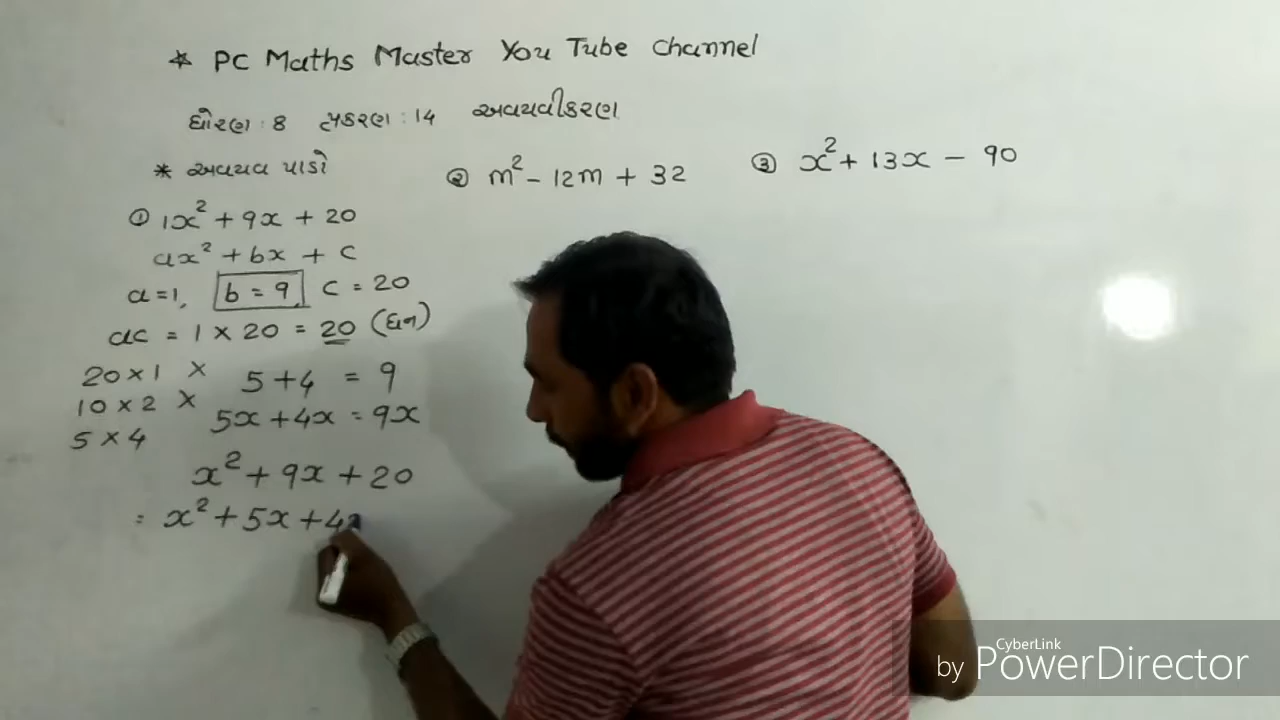 * PC Maths Master You Tube Channel
ધોરણ : 8 પ્રકરણ : 14 અવયવીકરણ
* અવયવ પાડો
① 1x² + 9x + 20
ax² + bx + c
a = 1, b = 9, c = 20
ac = 1 × 20 = 20 (ધન)
20 × 1 ×
10 × 2 ×
5 × 4
5 + 4 = 9
5x + 4x = 9x
x² + 9x + 20
= x² + 5x + 4x
② m² - 12m + 32
③ x² + 13x - 90
CyberLink
by PowerDirector